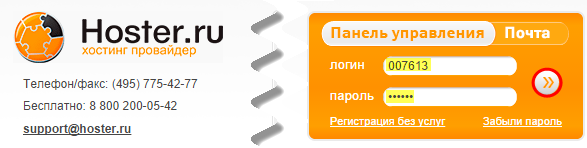 Hoster.ru
хостинг провайдер
Телефон/факс: (495) 775-42-77
Бесплатно: 8 800 200-05-42
support@hoster.ru
Панель управления Почта
логин 007613
пароль ••••••
Регистрация без услуг Забыли пароль